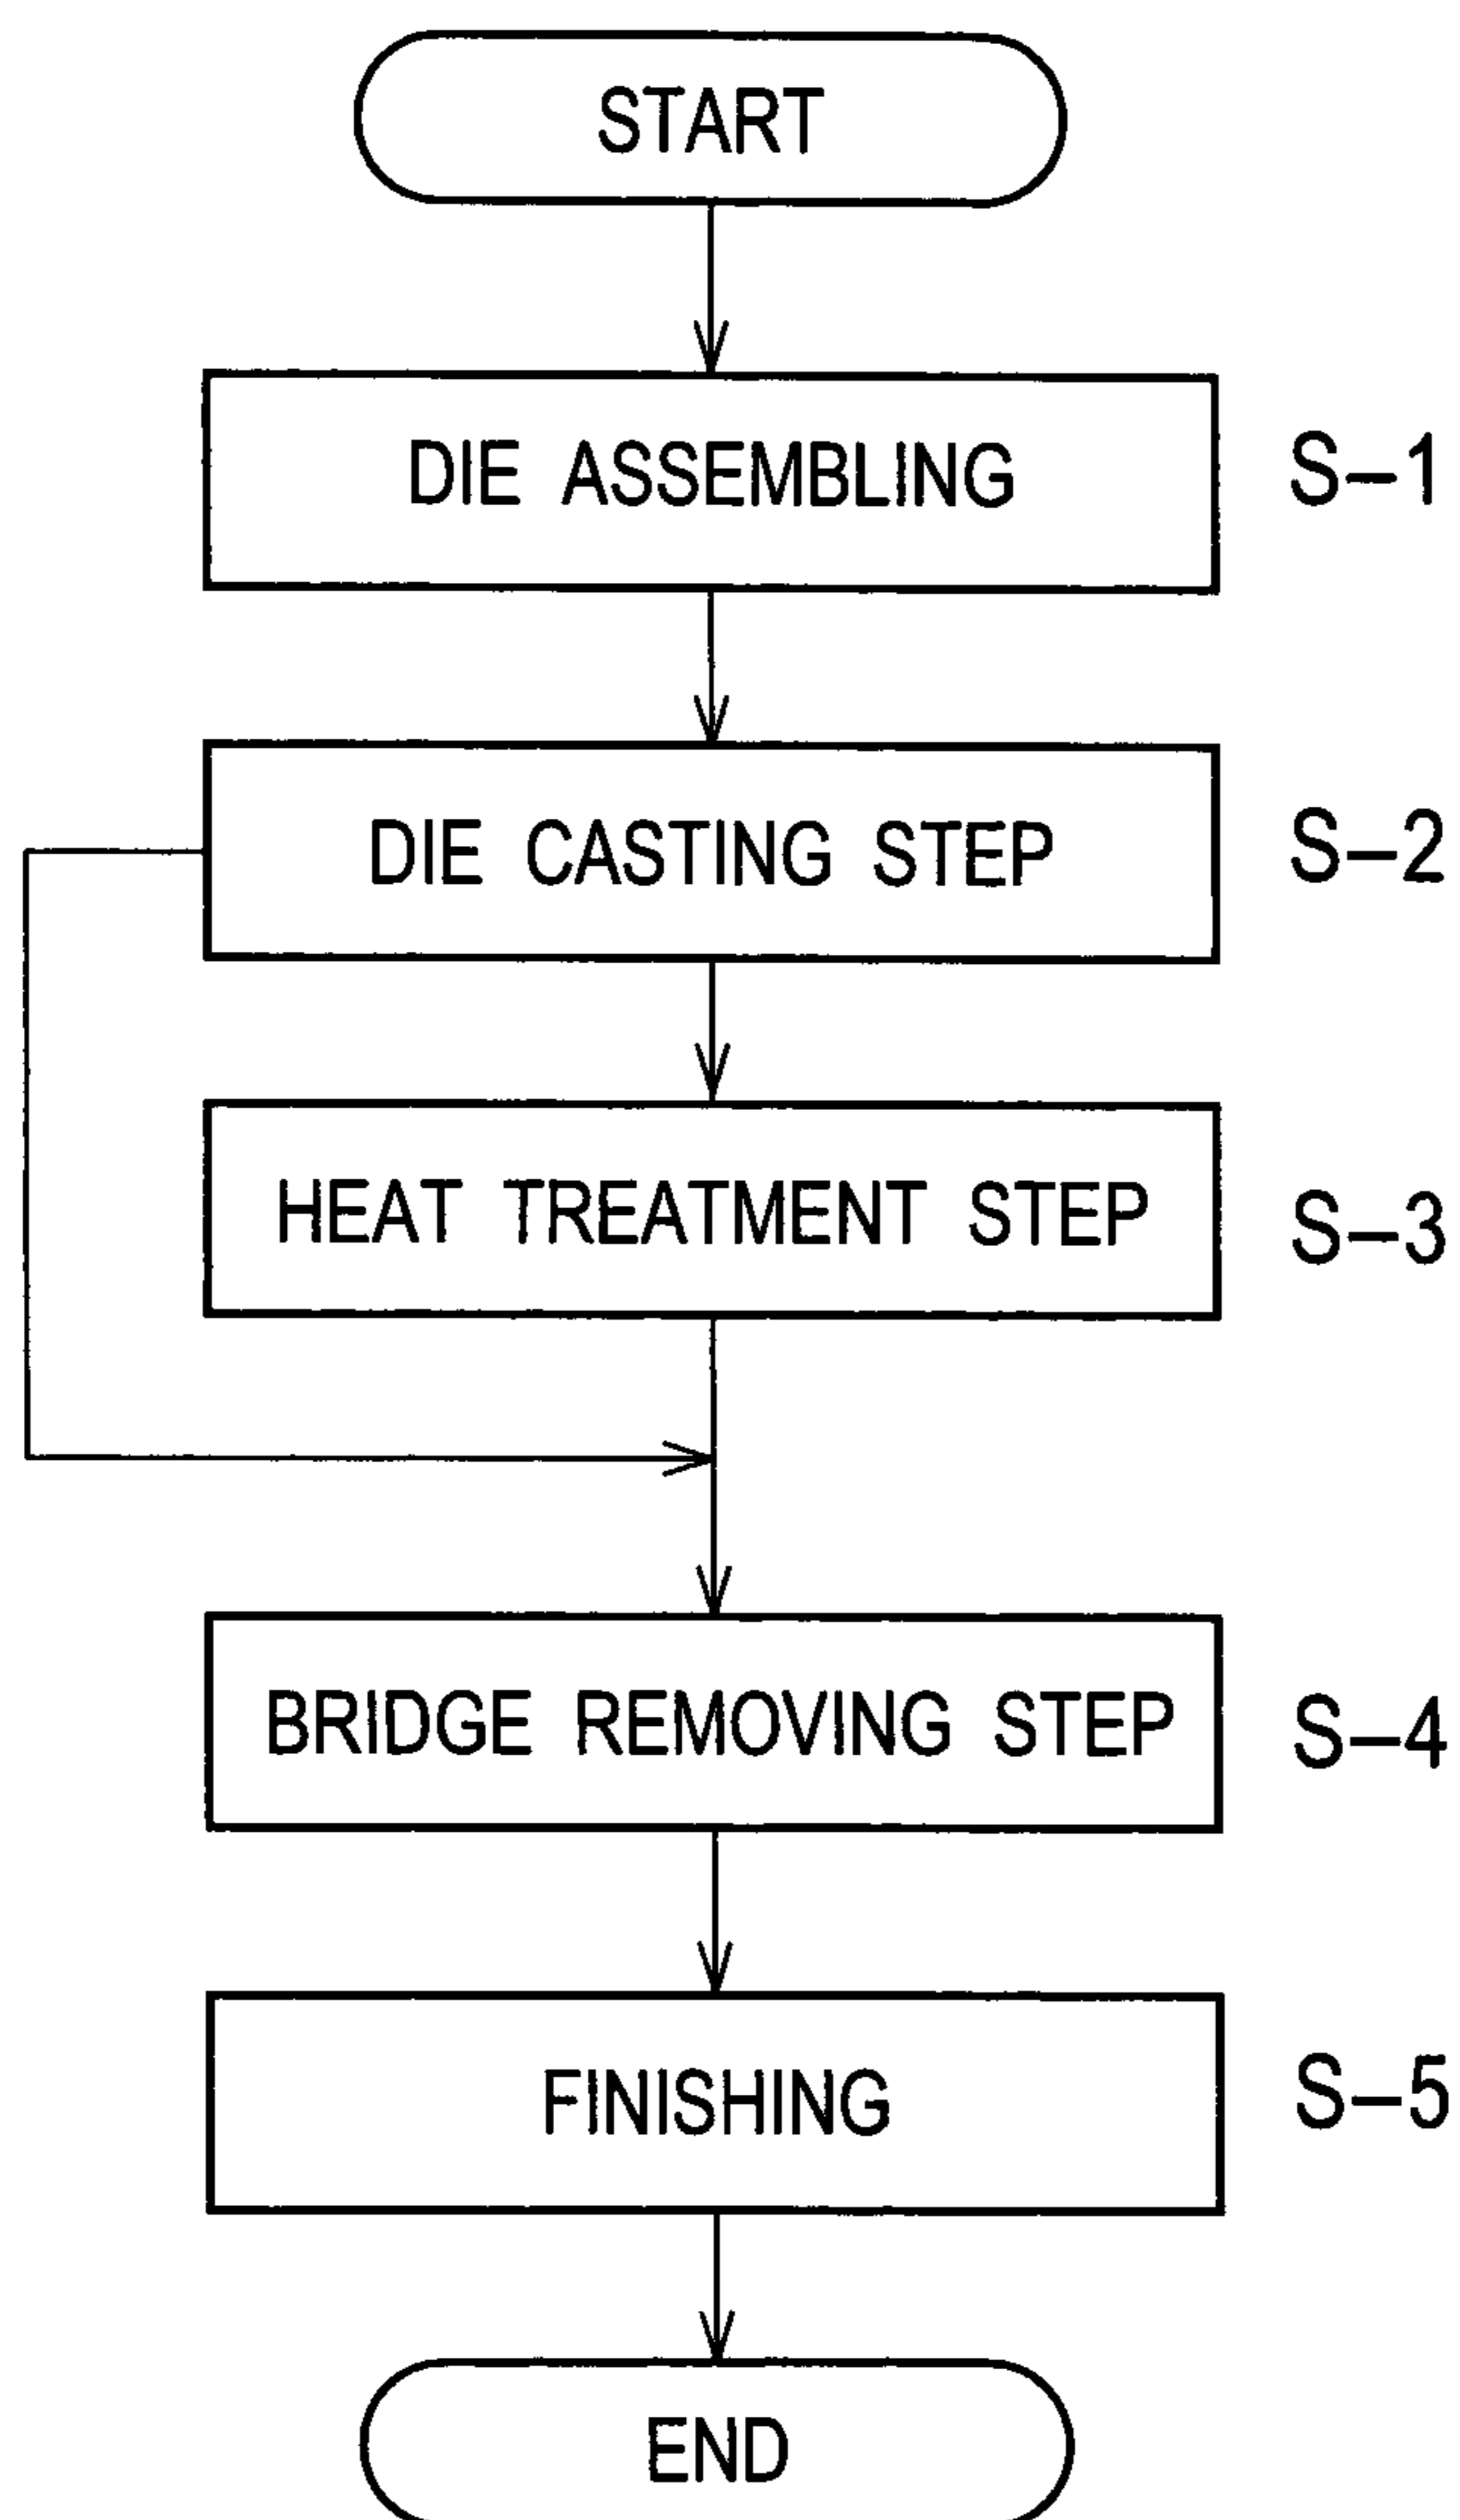 START
DIE ASSEMBLING S-1
DIE CASTING STEP S-2
HEAT TREATMENT STEP S-3
BRIDGE REMOVING STEP S-4
FINISHING S-5
END